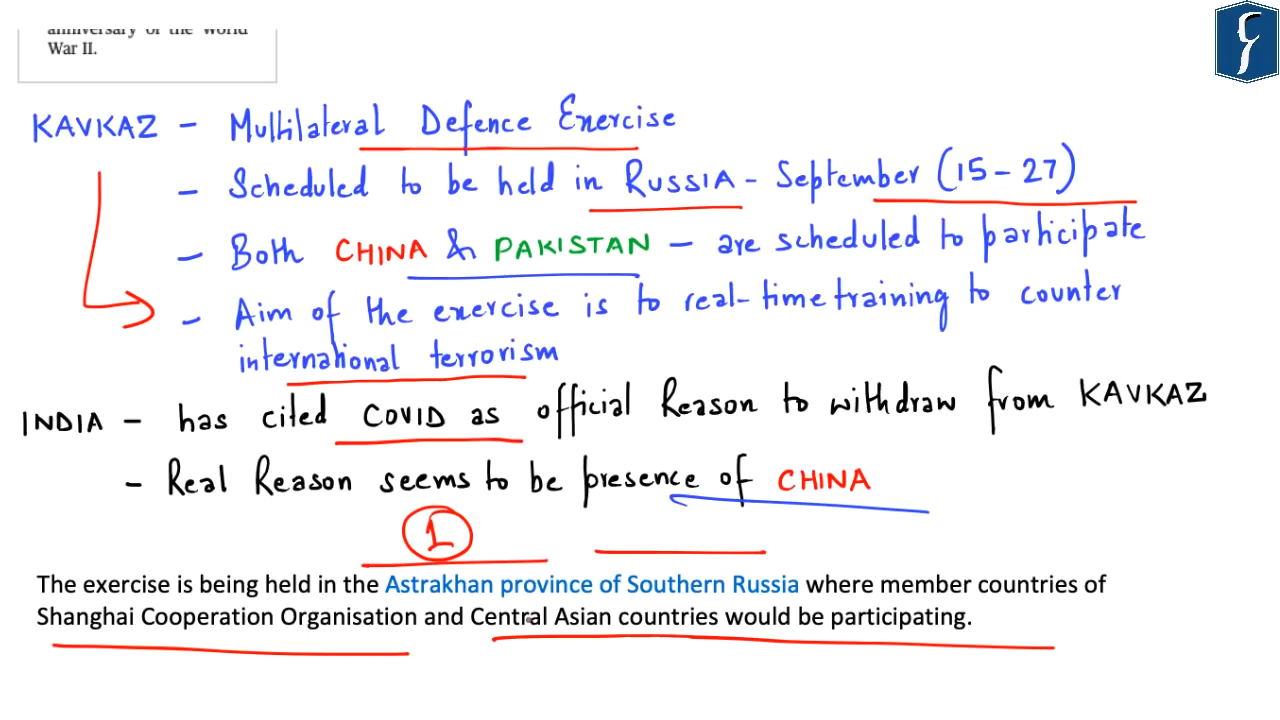 anniversary of the World
War II.
KAVKAZ - Multilateral Defence Exercise
- Scheduled to be held in RUSSIA - September (15 - 27)
- Both CHINA & PAKISTAN - are scheduled to participate
- Aim of the exercise is to real-time training to counter
international terrorism
INDIA - has cited COVID as official Reason to withdraw from KAVKAZ
- Real Reason seems to be presence of CHINA
1
The exercise is being held in the Astrakhan province of Southern Russia where member countries of
Shanghai Cooperation Organisation and Central Asian countries would be participating.